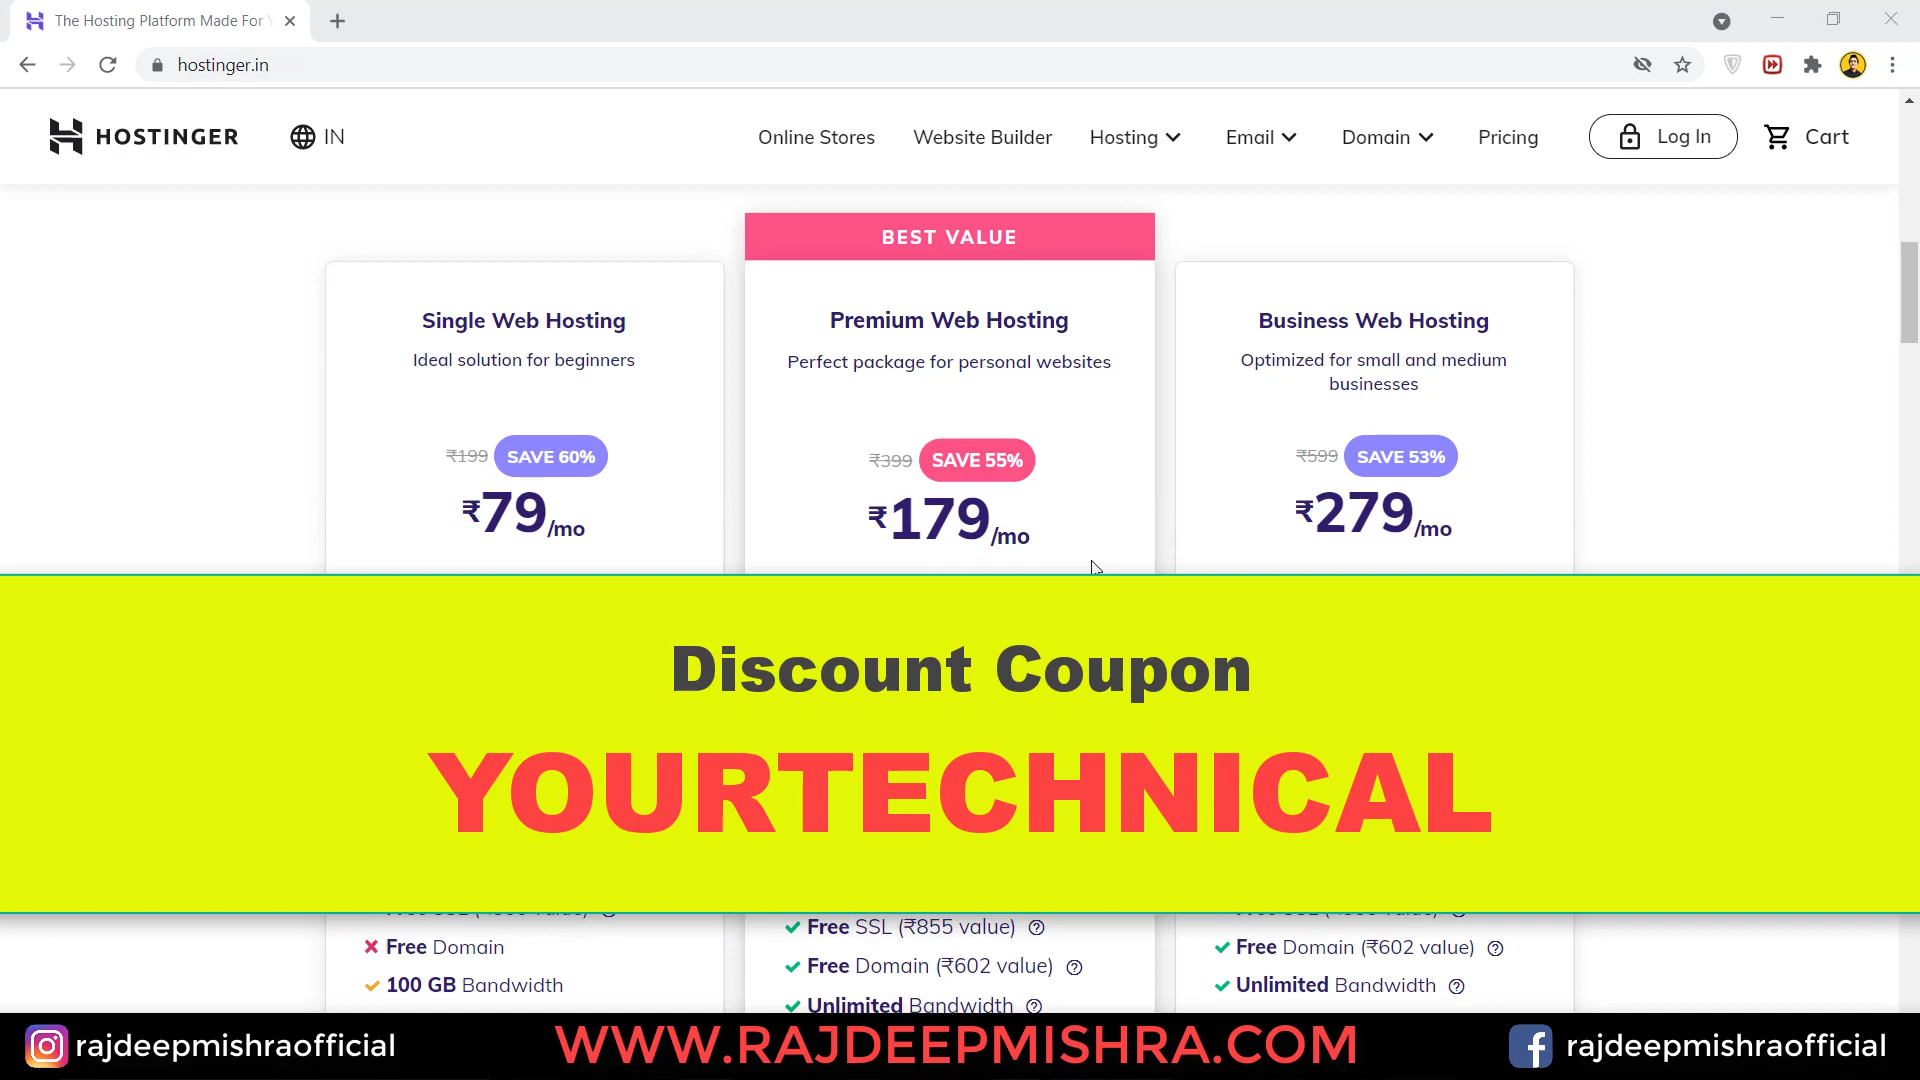 The Hosting Platform Made For
hostinger.in
HOSTINGER
IN
Online Stores
Website Builder
Hosting
Email
Domain
Pricing
Log In
Cart
BEST VALUE
Single Web Hosting
Ideal solution for beginners
₹199 SAVE 60%
₹79/mo
Premium Web Hosting
Perfect package for personal websites
₹399 SAVE 55%
₹179/mo
Business Web Hosting
Optimized for small and medium
businesses
₹599 SAVE 53%
₹279/mo
Discount Coupon
YOURTECHNICAL
Free Domain
100 GB Bandwidth
Free SSL (₹855 value)
Free Domain (₹602 value)
Unlimited Bandwidth
Free Domain (₹602 value)
Unlimited Bandwidth
rajdeepmishraofficial
WWW.RAJDEEPMISHRA.COM
rajdeepmishraofficial